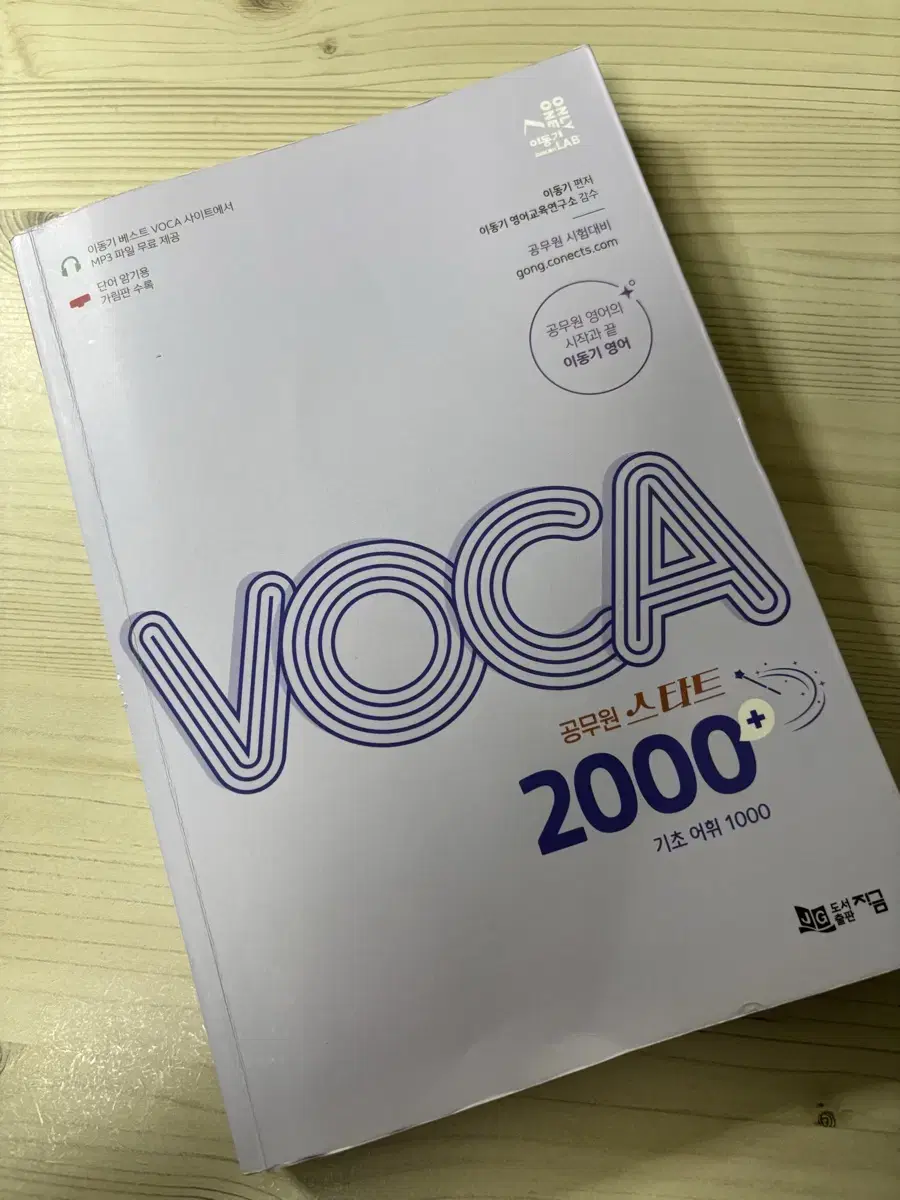 이동기 베스트 VOCA 사이트에서
MP3 파일 무료 제공
단어 암기용
가림판 수록
ONLY
ONE
이동기
LAB
이동기 편저
이동기 영어교육연구소 감수
공무원 시험대비
gong.conects.com
공무원 영어의
시작과 끝
이동기 영어
VOCA
공무원 스타트
2000+
기초 어휘 1000
JG 도서출판 지금